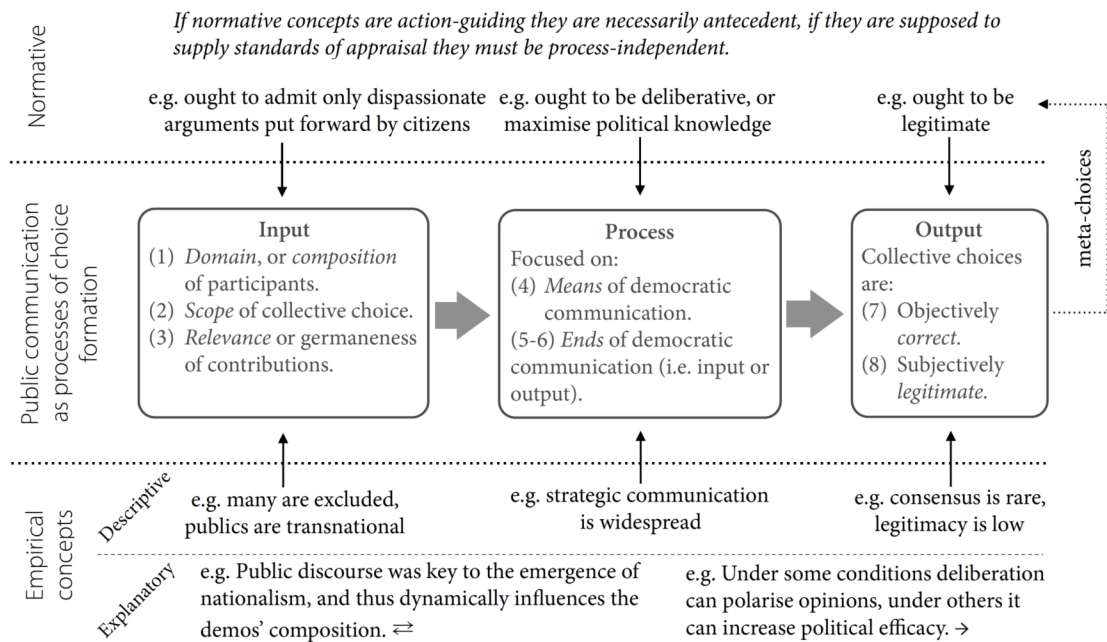 Normative
If normative concepts are action-guiding they are necessarily antecedent, if they are supposed to
supply standards of appraisal they must be process-independent.
e.g. ought to admit only dispassionate
arguments put forward by citizens
e.g. ought to be deliberative, or
maximise political knowledge
e.g. ought to be
legitimate
meta-choices
Public communication
as processes of choice
formation
Input
(1) Domain, or composition
of participants.
(2) Scope of collective choice.
(3) Relevance or germaneness
of contributions.
Process
Focused on:
(4) Means of democratic
communication.
(5-6) Ends of democratic
communication (i.e. input or
output).
Output
Collective choices
are:
(7) Objectively
correct.
(8) Subjectively
legitimate.
Empirical
concepts
Descriptive
e.g. many are excluded,
publics are transnational
e.g. strategic communication
is widespread
e.g. consensus is rare,
legitimacy is low
Explanatory
e.g. Public discourse was key to the emergence of
nationalism, and thus dynamically influences the
demos' composition. ⇄
e.g. Under some conditions deliberation
can polarise opinions, under others it
can increase political efficacy. →